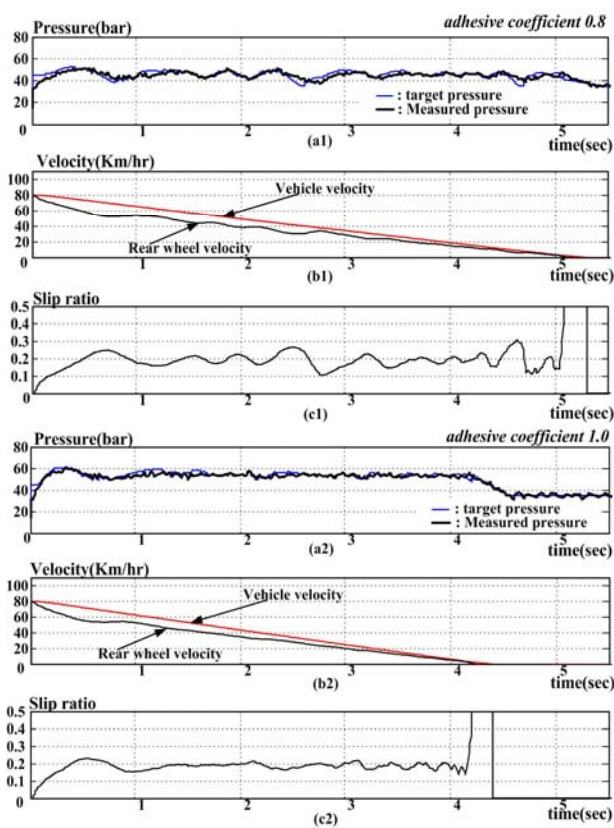 Pressure(bar) adhesive coefficient 0.8
80
60
40
20
0
: target pressure
: Measured pressure
1 2 3 4 5
time(sec)
(a1)
Velocity(Km/hr)
100
80
60
40
20
0
Vehicle velocity
Rear wheel velocity
1 2 3 4 5
time(sec)
(b1)
Slip ratio
0.5
0.4
0.3
0.2
0.1
0
1 2 3 4 5
time(sec)
(c1)
Pressure(bar) adhesive coefficient 1.0
80
60
40
20
0
: target pressure
: Measured pressure
1 2 3 4 5
time(sec)
(a2)
Velocity(Km/hr)
100
80
60
40
20
0
Vehicle velocity
Rear wheel velocity
1 2 3 4 5
time(sec)
(b2)
Slip ratio
0.5
0.4
0.3
0.2
0.1
0
1 2 3 4 5
time(sec)
(c2)